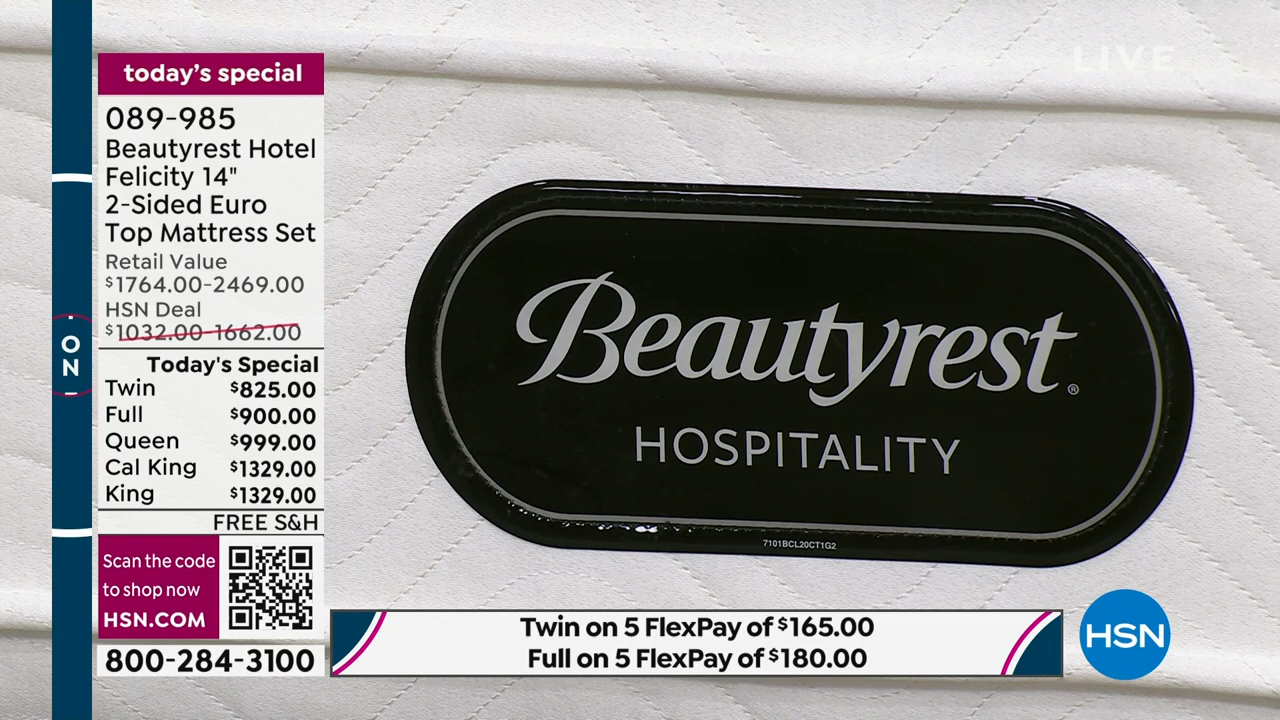 LIVE
today's special
089-985
Beautyrest Hotel
Felicity 14"
2-Sided Euro
Top Mattress Set
Retail Value
$1764.00-2469.00
HSN Deal
$1032.00-1662.00
Today's Special
Twin $825.00
Full $900.00
Queen $999.00
Cal King $1329.00
King $1329.00
FREE S&H
Scan the code
to shop now
HSN.COM
800-284-3100
ON
Beautyrest®
HOSPITALITY
7101BCL20CT1G2
Twin on 5 FlexPay of $165.00
Full on 5 FlexPay of $180.00
HSN